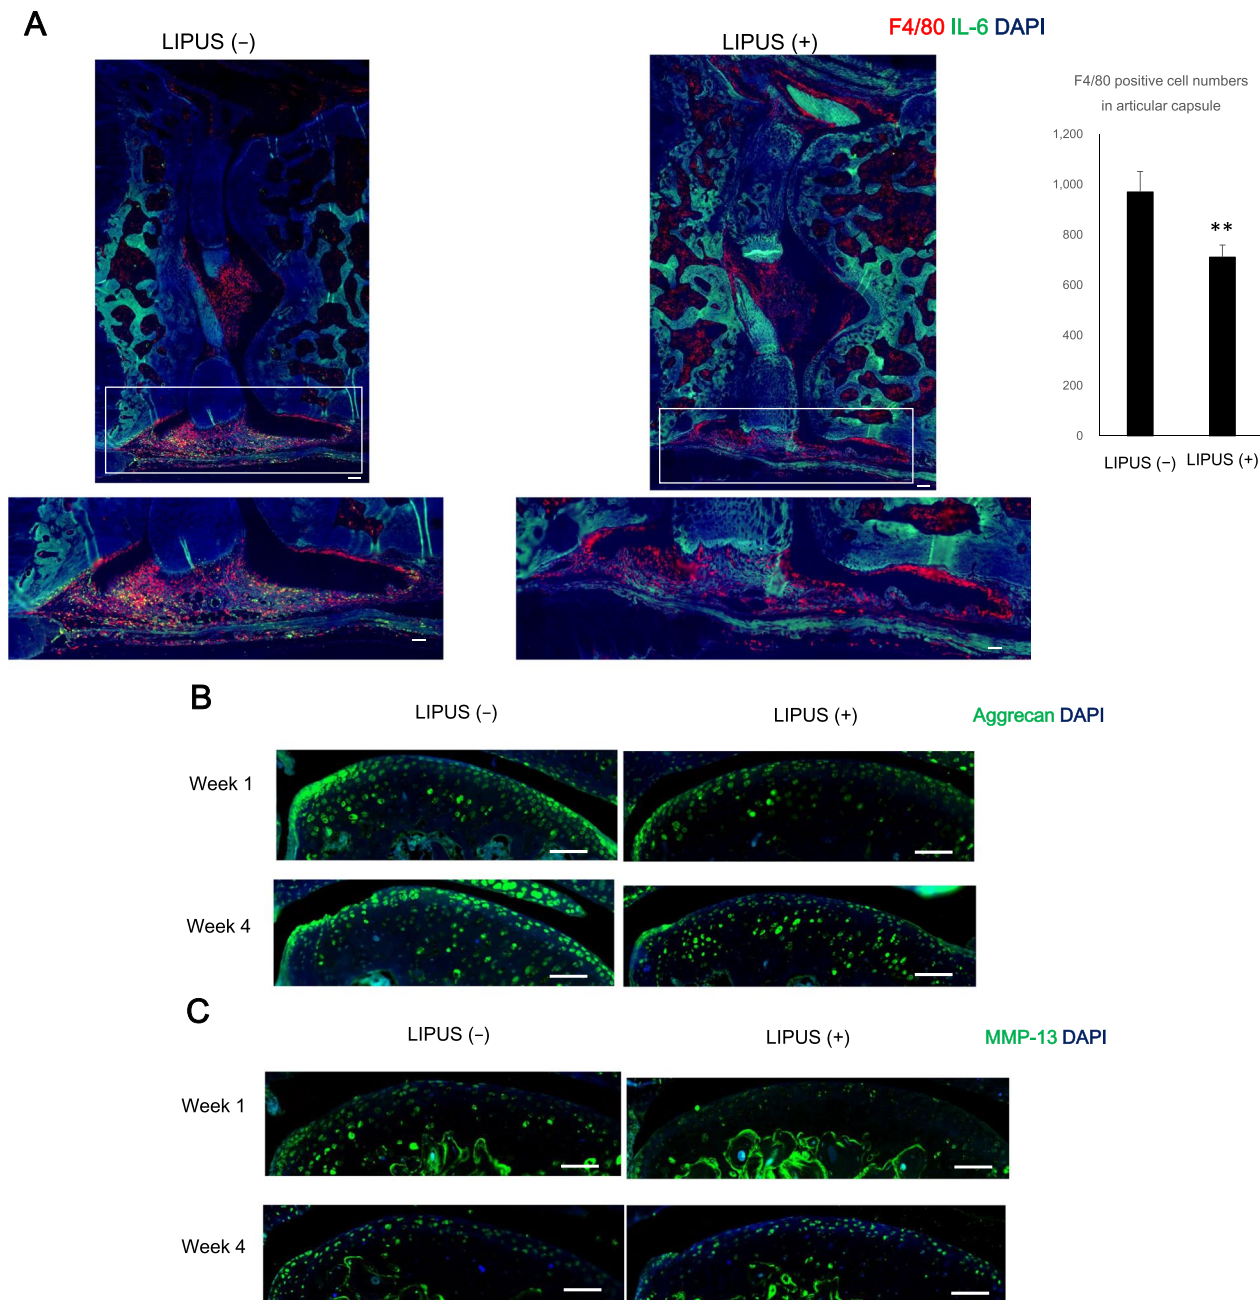 A
LIPUS (−)
LIPUS (+)
F4/80 IL-6 DAPI
F4/80 positive cell numbers
in articular capsule
1,200
1,000
800
600
400
200
0
**
LIPUS (−)
LIPUS (+)
B
LIPUS (−)
LIPUS (+)
Aggrecan DAPI
Week 1
Week 4
C
LIPUS (−)
LIPUS (+)
MMP-13 DAPI
Week 1
Week 4